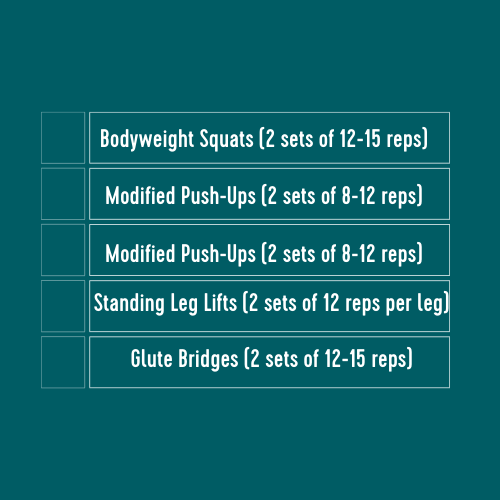 Bodyweight Squats (2 sets of 12-15 reps)
Modified Push-Ups (2 sets of 8-12 reps)
Modified Push-Ups (2 sets of 8-12 reps)
Standing Leg Lifts (2 sets of 12 reps per leg)
Glute Bridges (2 sets of 12-15 reps)